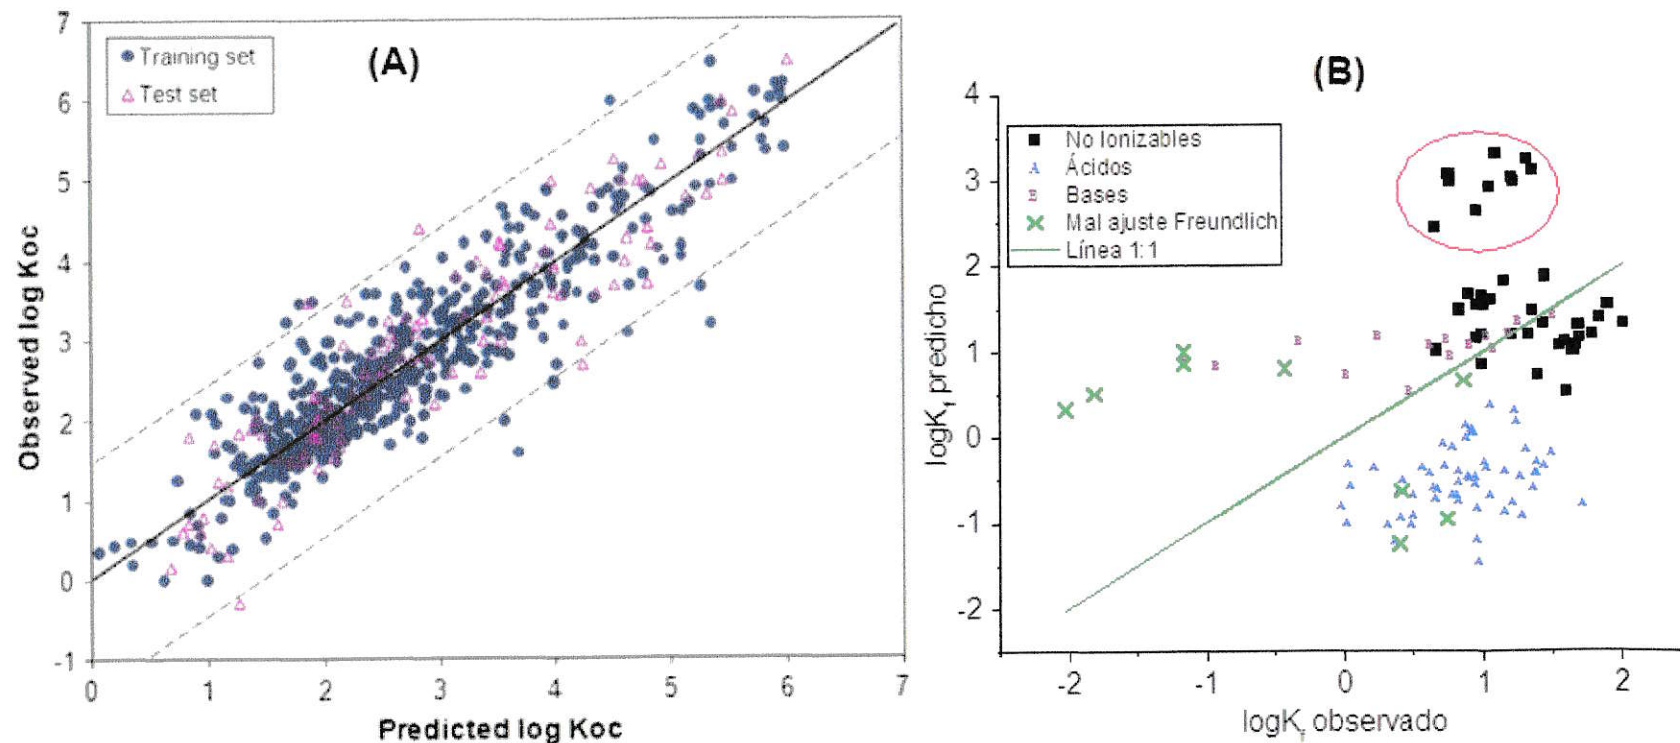 (A)
Training set
Test set
Observed log Koc
7
6
5
4
3
2
1
0
-1
0 1 2 3 4 5 6 7
Predicted log Koc
(B)
No Ionizables
Ácidos
Bases
Mal ajuste Freundlich
Línea 1:1
logKf predicho
4
3
2
1
0
-1
-2
-2 -1 0 1 2
logKf observado